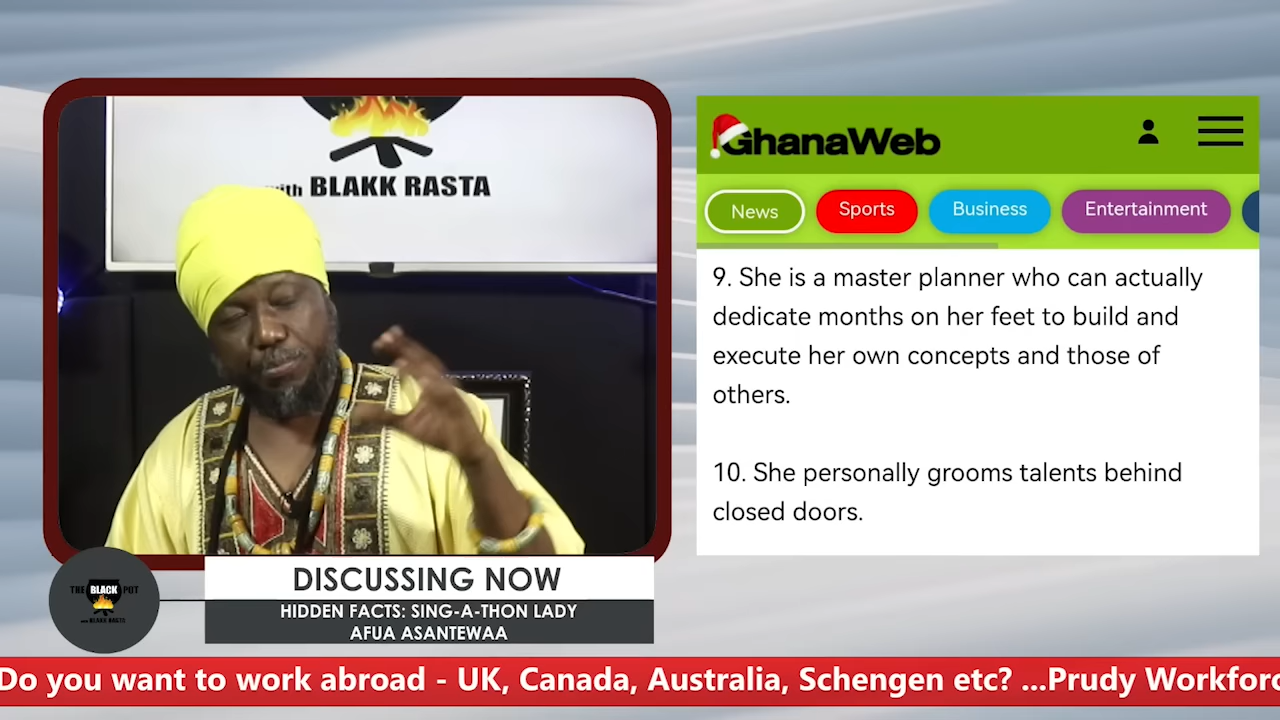 with BLAKK RASTA
GhanaWeb
News
Sports
Business
Entertainment
9. She is a master planner who can actually
dedicate months on her feet to build and
execute her own concepts and those of
others.
10. She personally grooms talents behind
closed doors.
THE BLACK POT
with BLAKK RASTA
DISCUSSING NOW
HIDDEN FACTS: SING-A-THON LADY
AFUA ASANTEWAA
Do you want to work abroad - UK, Canada, Australia, Schengen etc? ...Prudy Workforc